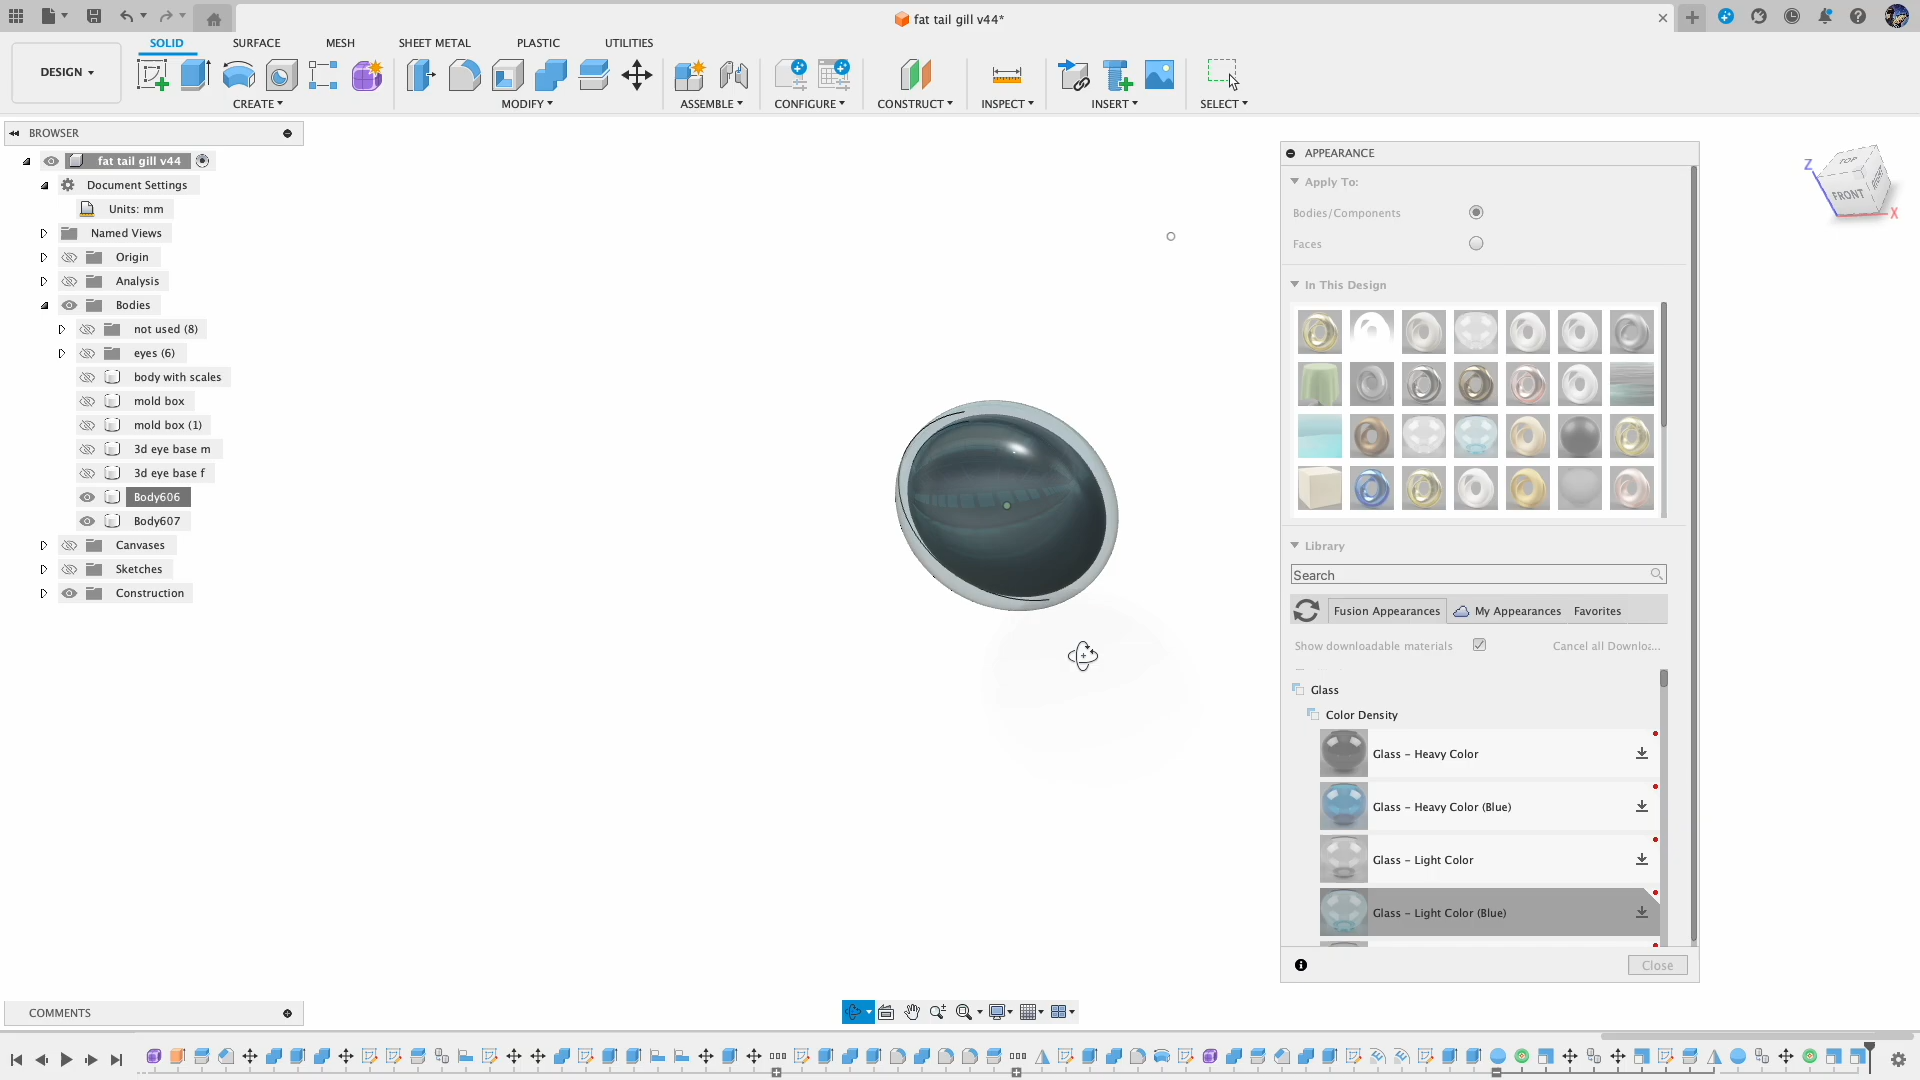 fat tail gill v44*
SOLID
SURFACE
MESH
SHEET METAL
PLASTIC
UTILITIES
DESIGN
CREATE
MODIFY
ASSEMBLE
CONFIGURE
CONSTRUCT
INSPECT
INSERT
SELECT
BROWSER
fat tail gill v44
Document Settings
Units: mm
Named Views
Origin
Analysis
Bodies
not used (8)
eyes (6)
body with scales
mold box
mold box (1)
3d eye base m
3d eye base f
Body606
Body607
Canvases
Sketches
Construction
APPEARANCE
Apply To:
Bodies/Components
Faces
In This Design
Library
Search
Fusion Appearances
My Appearances
Favorites
Show downloadable materials
Cancel all Downloa...
Glass
Color Density
Glass - Heavy Color
Glass - Heavy Color (Blue)
Glass - Light Color
Glass - Light Color (Blue)
Close
Z
TOP
FRONT
X
COMMENTS